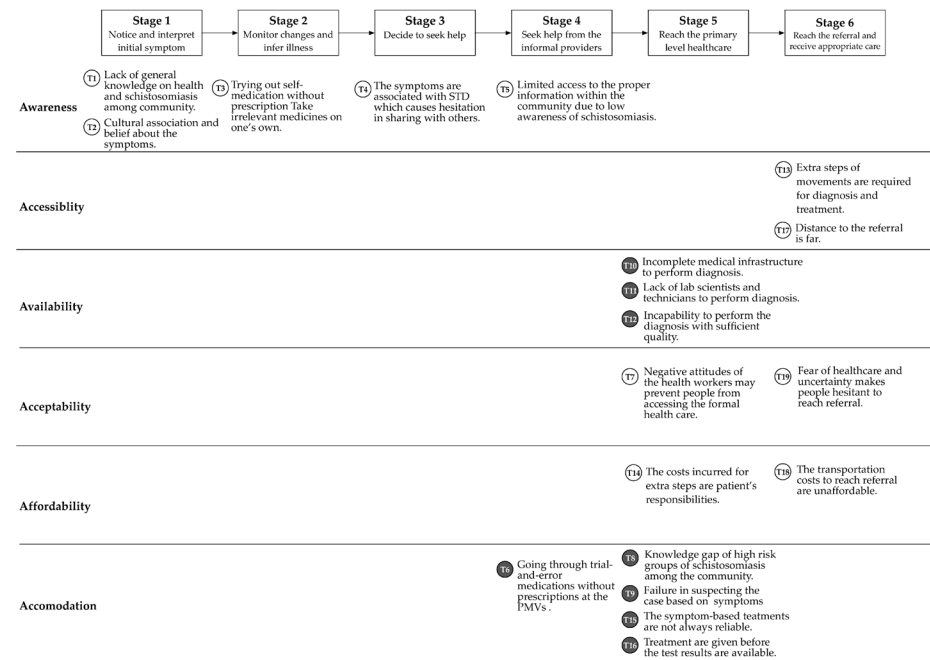 Stage 1
Notice and interpret
initial symptom
Stage 2
Monitor changes and
infer illness
Stage 3
Decide to seek help
Stage 4
Seek help from the
informal providers
Stage 5
Reach the primary
level healthcare
Stage 6
Reach the referral and
receive appropriate care
Awareness
T1 Lack of general
knowledge on health
and schistosomiasis
among community.
T2 Cultural association and
belief about the
symptoms.
T3 Trying out self-
medication without
prescription Take
irrelevant medicines on
one's own.
T4 The symptoms are
associated with STD
which causes hesitation
in sharing with others.
T5 Limited access to the proper
information within the
community due to low
awareness of schistosomiasis.
Accessiblity
T13 Extra steps of
movements are required
for diagnosis and
treatment.
T17 Distance to the referral
is far.
Availability
T10 Incomplete medical infrastructure
to perform diagnosis.
T11 Lack of lab scientists and
technicians to perform diagnosis.
T12 Incapability to perform the
diagnosis with sufficient
quality.
Acceptability
T7 Negative attitudes of
the health workers may
prevent people from
accessing the formal
health care.
T19 Fear of healthcare and
uncertainty makes
people hesitant to
reach referral.
Affordability
T14 The costs incurred for
extra steps are patient's
responsibilities.
T18 The transportation
costs to reach referral
are unaffordable.
Accomodation
T6 Going through trial-
and-error
medications without
prescriptions at the
PMVs .
T8 Knowledge gap of high risk
groups of schistosomiasis
among the community.
T9 Failure in suspecting the
case based on symptoms
T15 The symptom-based teatments
are not always reliable.
T16 Treatment are given before
the test results are available.